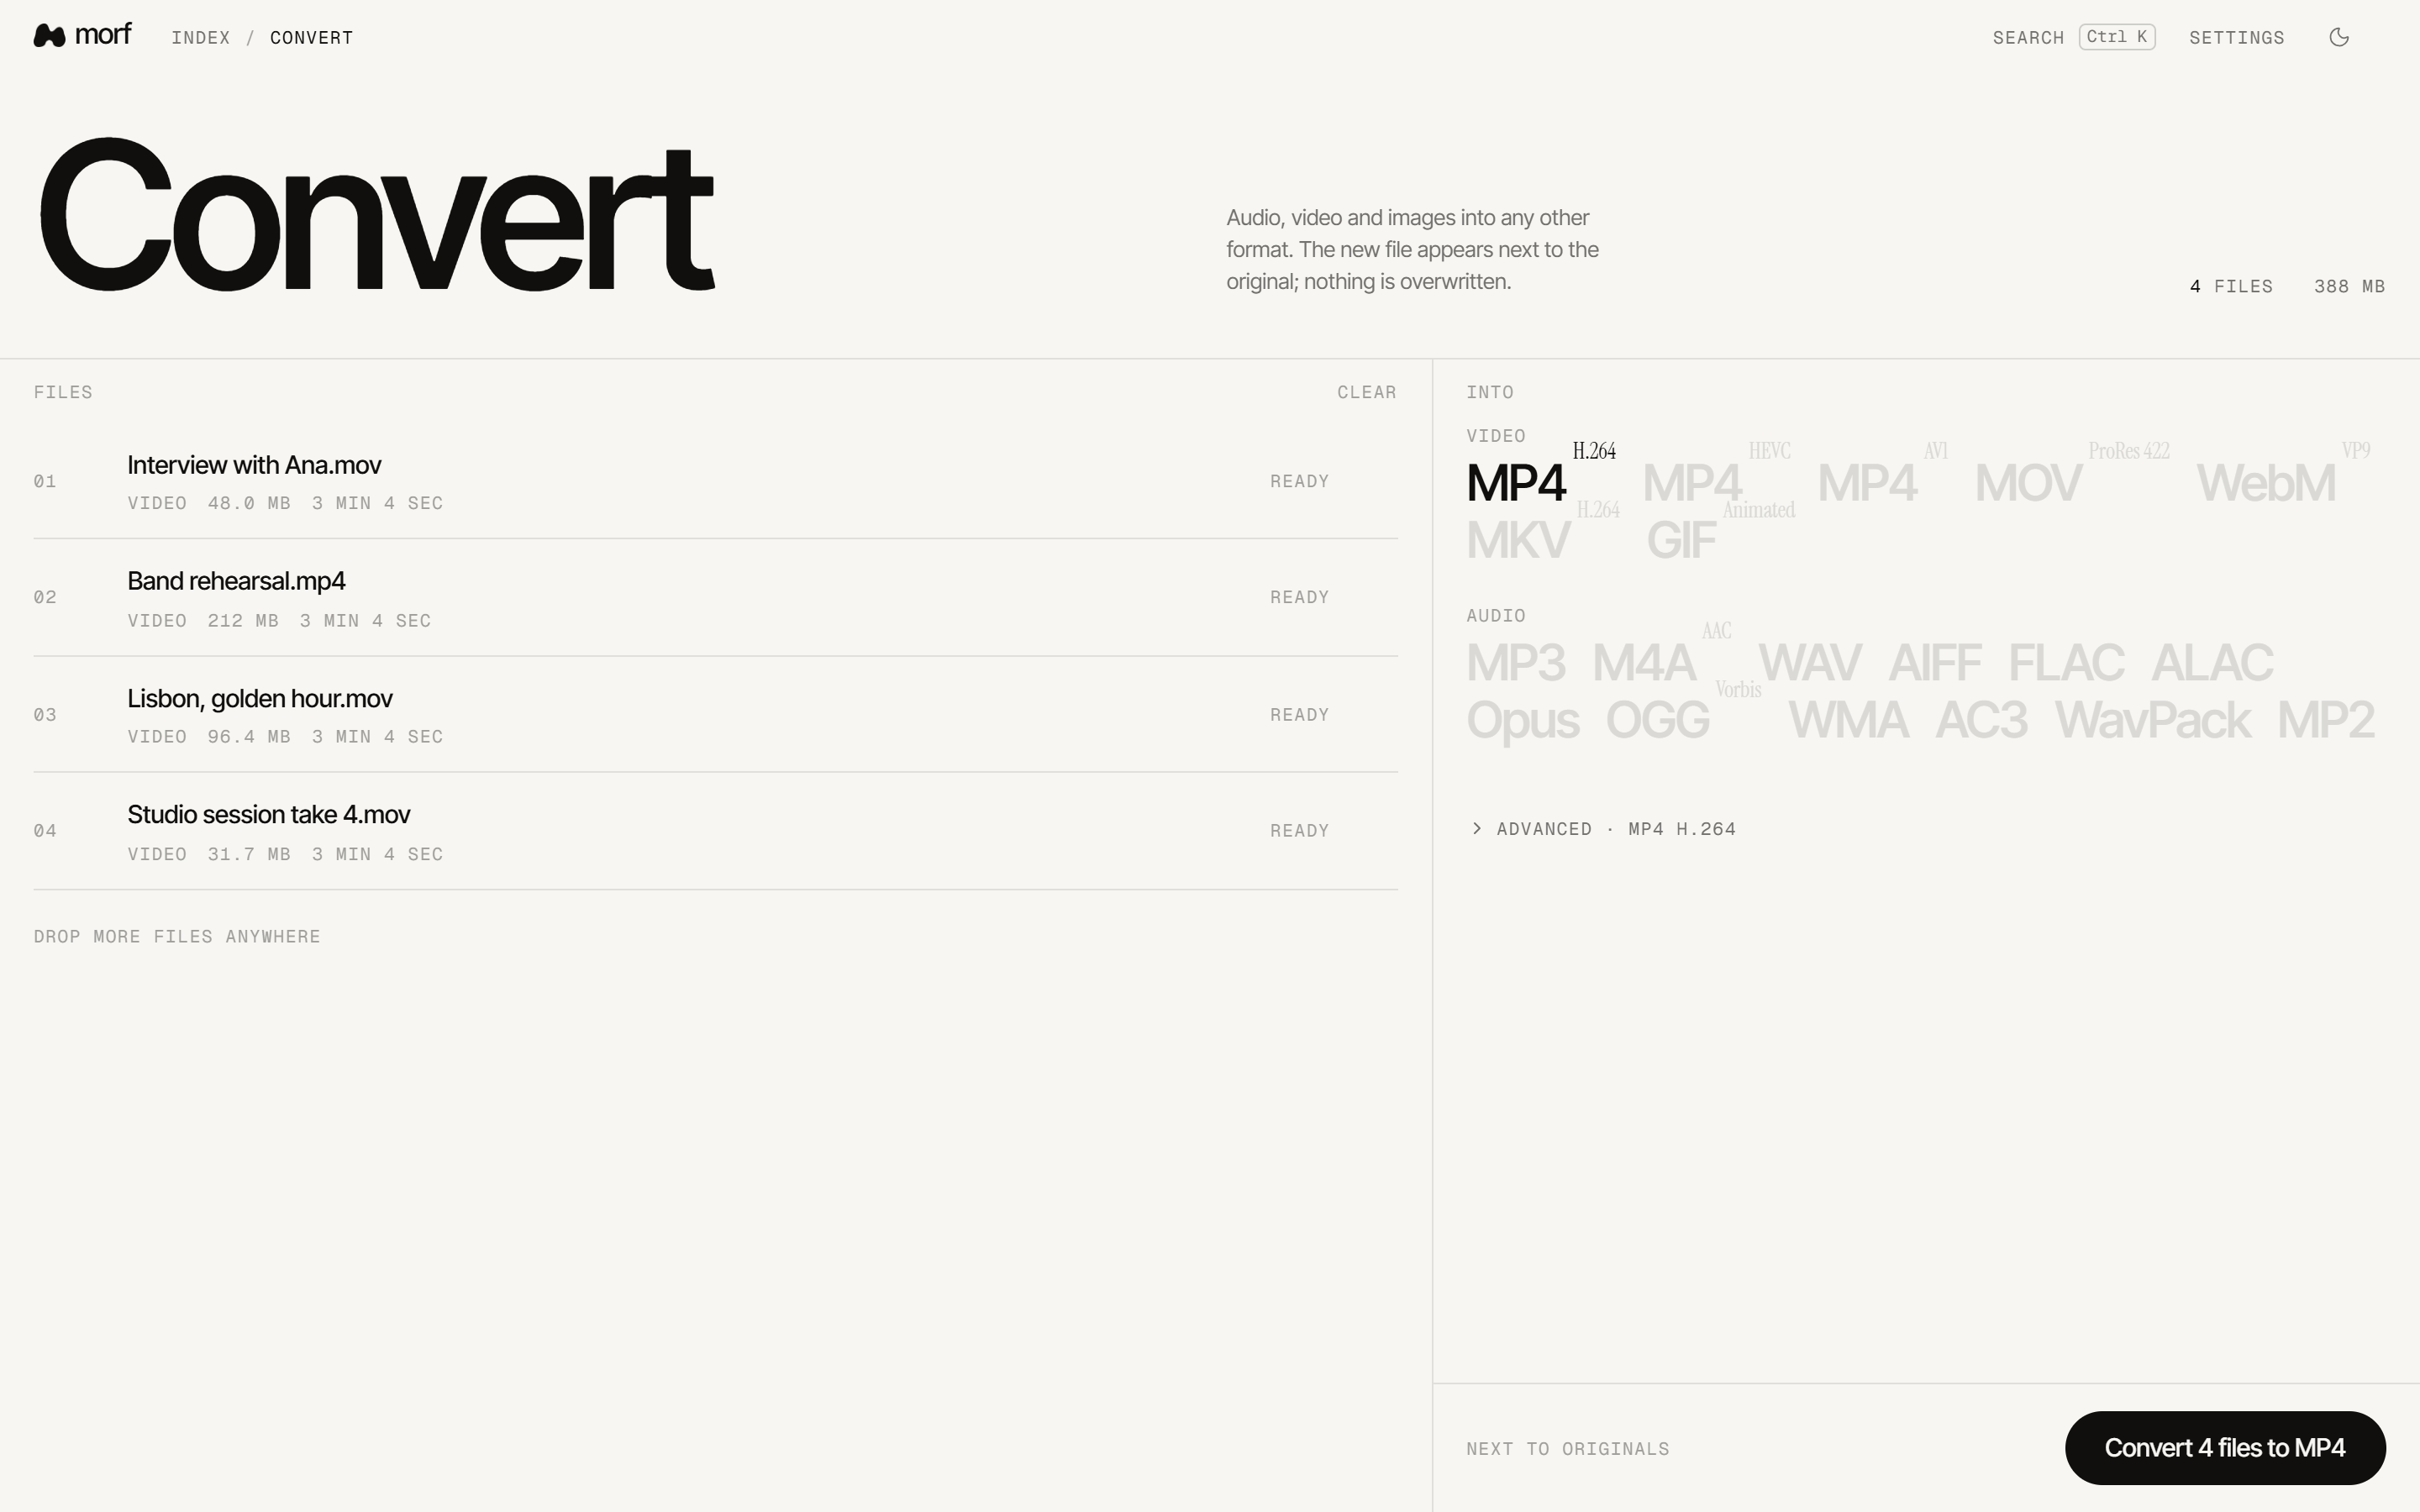 morf INDEX / CONVERT SEARCH Ctrl K SETTINGS
Convert
Audio, video and images into any other
format. The new file appears next to the
original; nothing is overwritten.
4 FILES 388 MB
FILES CLEAR
01 Interview with Ana.mov READY
VIDEO 48.0 MB 3 MIN 4 SEC
02 Band rehearsal.mp4 READY
VIDEO 212 MB 3 MIN 4 SEC
03 Lisbon, golden hour.mov READY
VIDEO 96.4 MB 3 MIN 4 SEC
04 Studio session take 4.mov READY
VIDEO 31.7 MB 3 MIN 4 SEC
DROP MORE FILES ANYWHERE
INTO
VIDEO
MP4 H.264 MP4 HEVC MP4 AV1 MOV ProRes 422 WebM VP9
MKV H.264 GIF Animated
AUDIO
MP3 M4A AAC WAV AIFF FLAC ALAC
Opus OGG Vorbis WMA AC3 WavPack MP2
ADVANCED · MP4 H.264
NEXT TO ORIGINALS
Convert 4 files to MP4